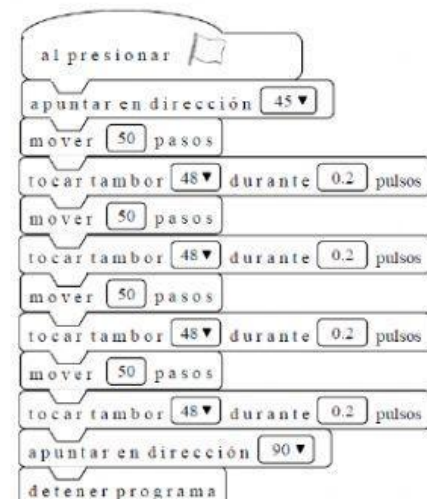 al presionar
apuntar en dirección 45▼
mover 50 pasos
tocar tambor 48▼ durante 0.2 pulsos
mover 50 pasos
tocar tambor 48▼ durante 0.2 pulsos
mover 50 pasos
tocar tambor 48▼ durante 0.2 pulsos
mover 50 pasos
tocar tambor 48▼ durante 0.2 pulsos
apuntar en dirección 90▼
detener programa